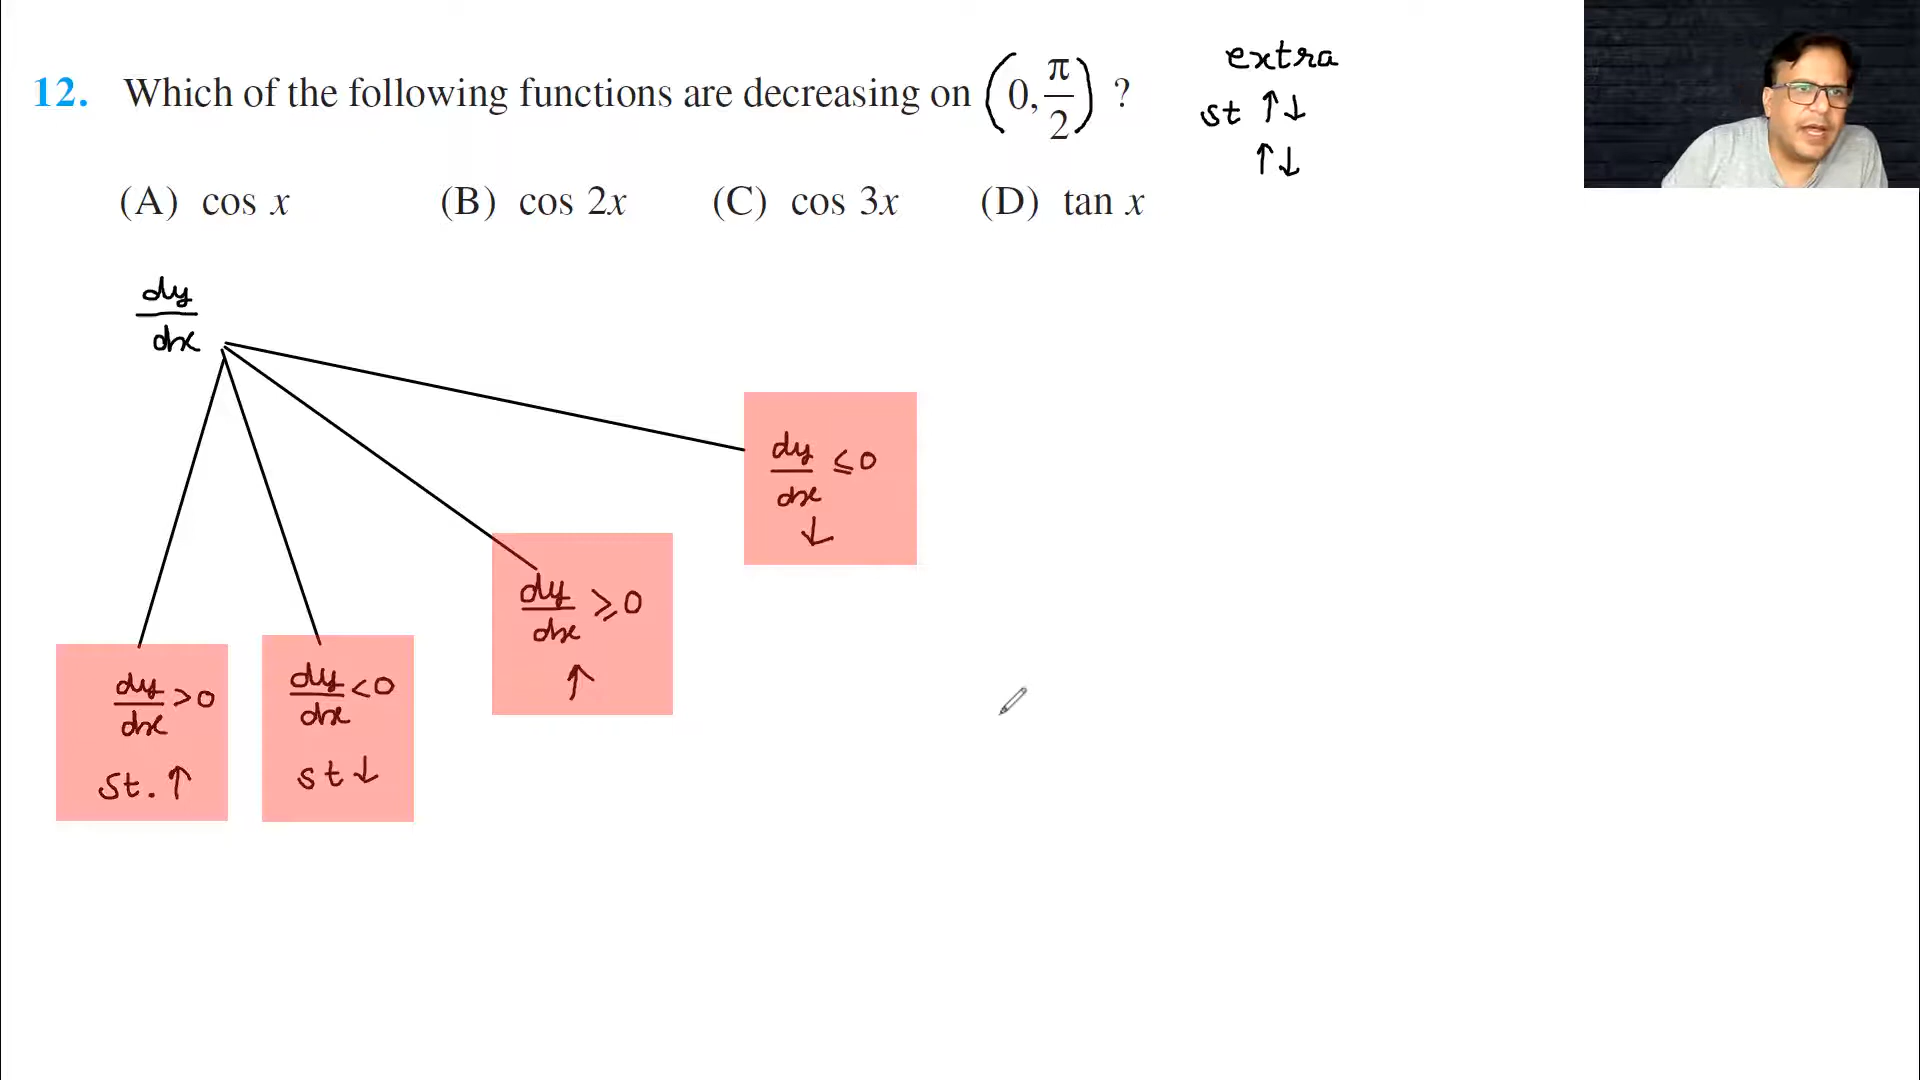 12. Which of the following functions are decreasing on (0, π/2) ?
(A) cos x (B) cos 2x (C) cos 3x (D) tan x
extra
st ↑↓
↑↓
dy/dx
dy/dx ≤ 0
↓
dy/dx ≥ 0
↑
dy/dx > 0
st. ↑
dy/dx < 0
st ↓